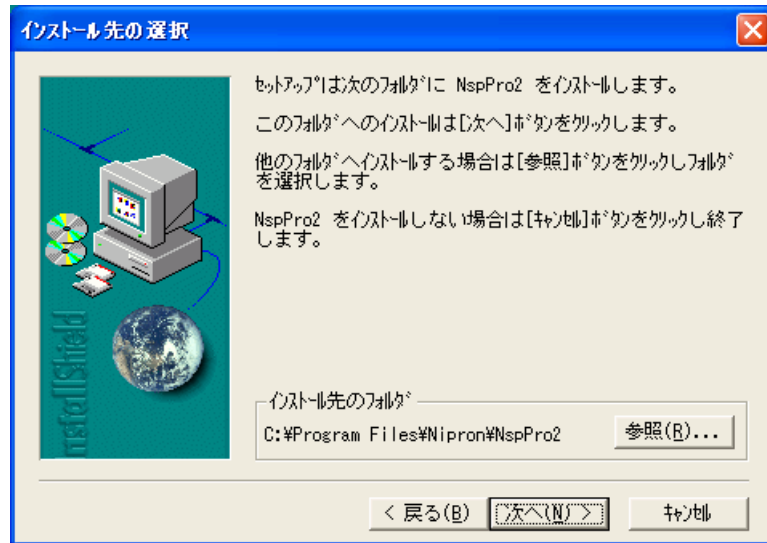 インストール先の選択
セットアップは次のフォルダに NspPro2 をインストールします。
このフォルダへのインストールは[次へ]ボタンをクリックします。
他のフォルダへインストールする場合は[参照]ボタンをクリックしフォルダ
を選択します。
NspPro2 をインストールしない場合は[キャンセル]ボタンをクリックし終了
します。
InstallShield
インストール先のフォルダ
C:¥Program Files¥Nipron¥NspPro2
参照(R)...
< 戻る(B)
次へ(N) >
キャンセル